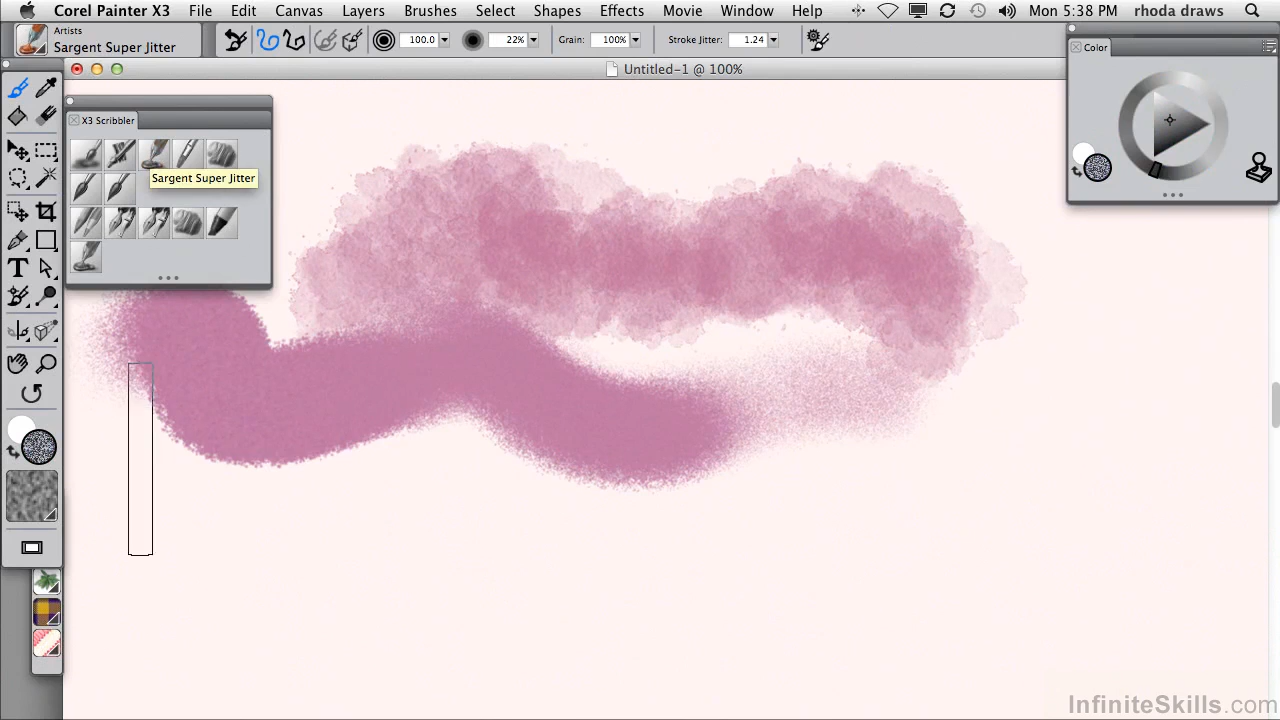 Corel Painter X3 File Edit Canvas Layers Brushes Select Shapes Effects Movie Window Help Mon 5:38 PM rhoda draws
Artists
Sargent Super Jitter
100.0 22% Grain: 100% Stroke Jitter: 1.24
Untitled-1 @ 100%
Color
X3 Scribbler
Sargent Super Jitter
T
InfiniteSkills.com